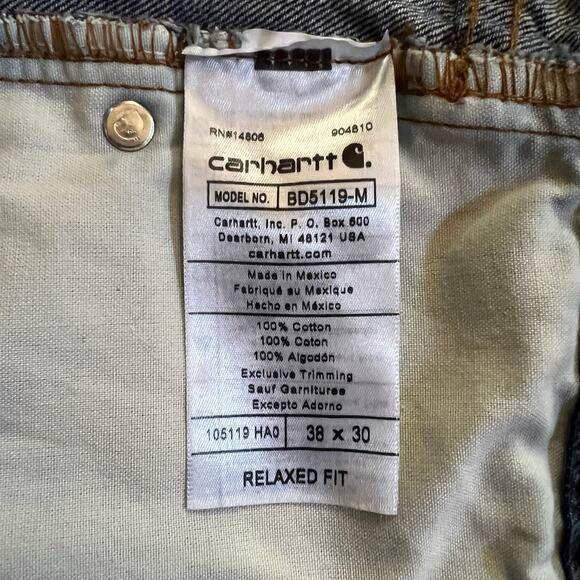 RN#14806 904610
carhartt
MODEL NO. BD5119-M
Carhartt, Inc. P. O. Box 600
Dearborn, MI 48121 USA
carhartt.com
Made in Mexico
Fabriqué au Mexique
Hecho en México
100% Cotton
100% Coton
100% Algodón
Exclusive Trimming
Sauf Garnitures
Excepto Adorno
105119 HA0 38 x 30
RELAXED FIT